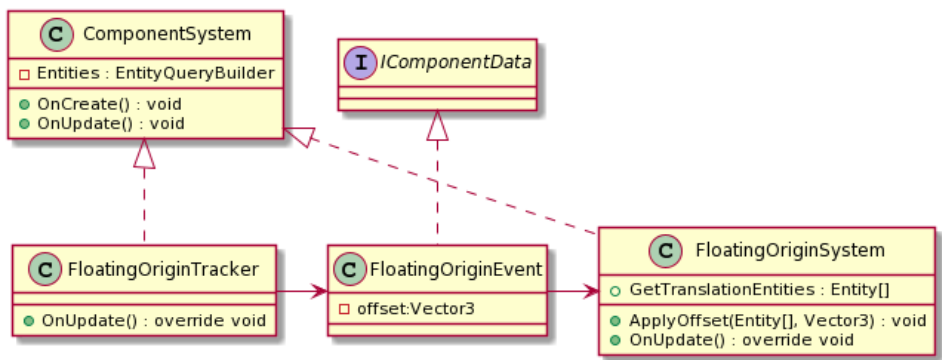 C ComponentSystem
Entities : EntityQueryBuilder
OnCreate() : void
OnUpdate() : void
I IComponentData
C FloatingOriginTracker
OnUpdate() : override void
C FloatingOriginEvent
offset:Vector3
C FloatingOriginSystem
GetTranslationEntities : Entity[]
ApplyOffset(Entity[], Vector3) : void
OnUpdate() : override void